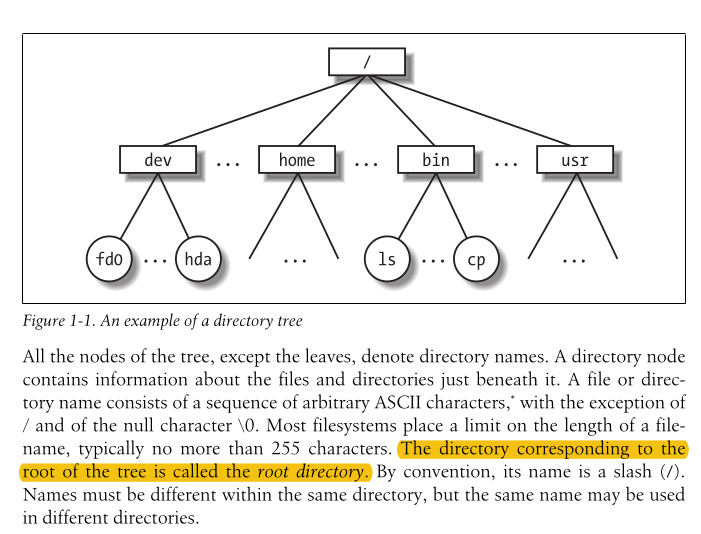 /
dev ... home ... bin ... usr
fd0 ... hda ... ls ... cp ...
Figure 1-1. An example of a directory tree
All the nodes of the tree, except the leaves, denote directory names. A directory node
contains information about the files and directories just beneath it. A file or direc-
tory name consists of a sequence of arbitrary ASCII characters,* with the exception of
/ and of the null character \0. Most filesystems place a limit on the length of a file-
name, typically no more than 255 characters. The directory corresponding to the
root of the tree is called the root directory. By convention, its name is a slash (/).
Names must be different within the same directory, but the same name may be used
in different directories.